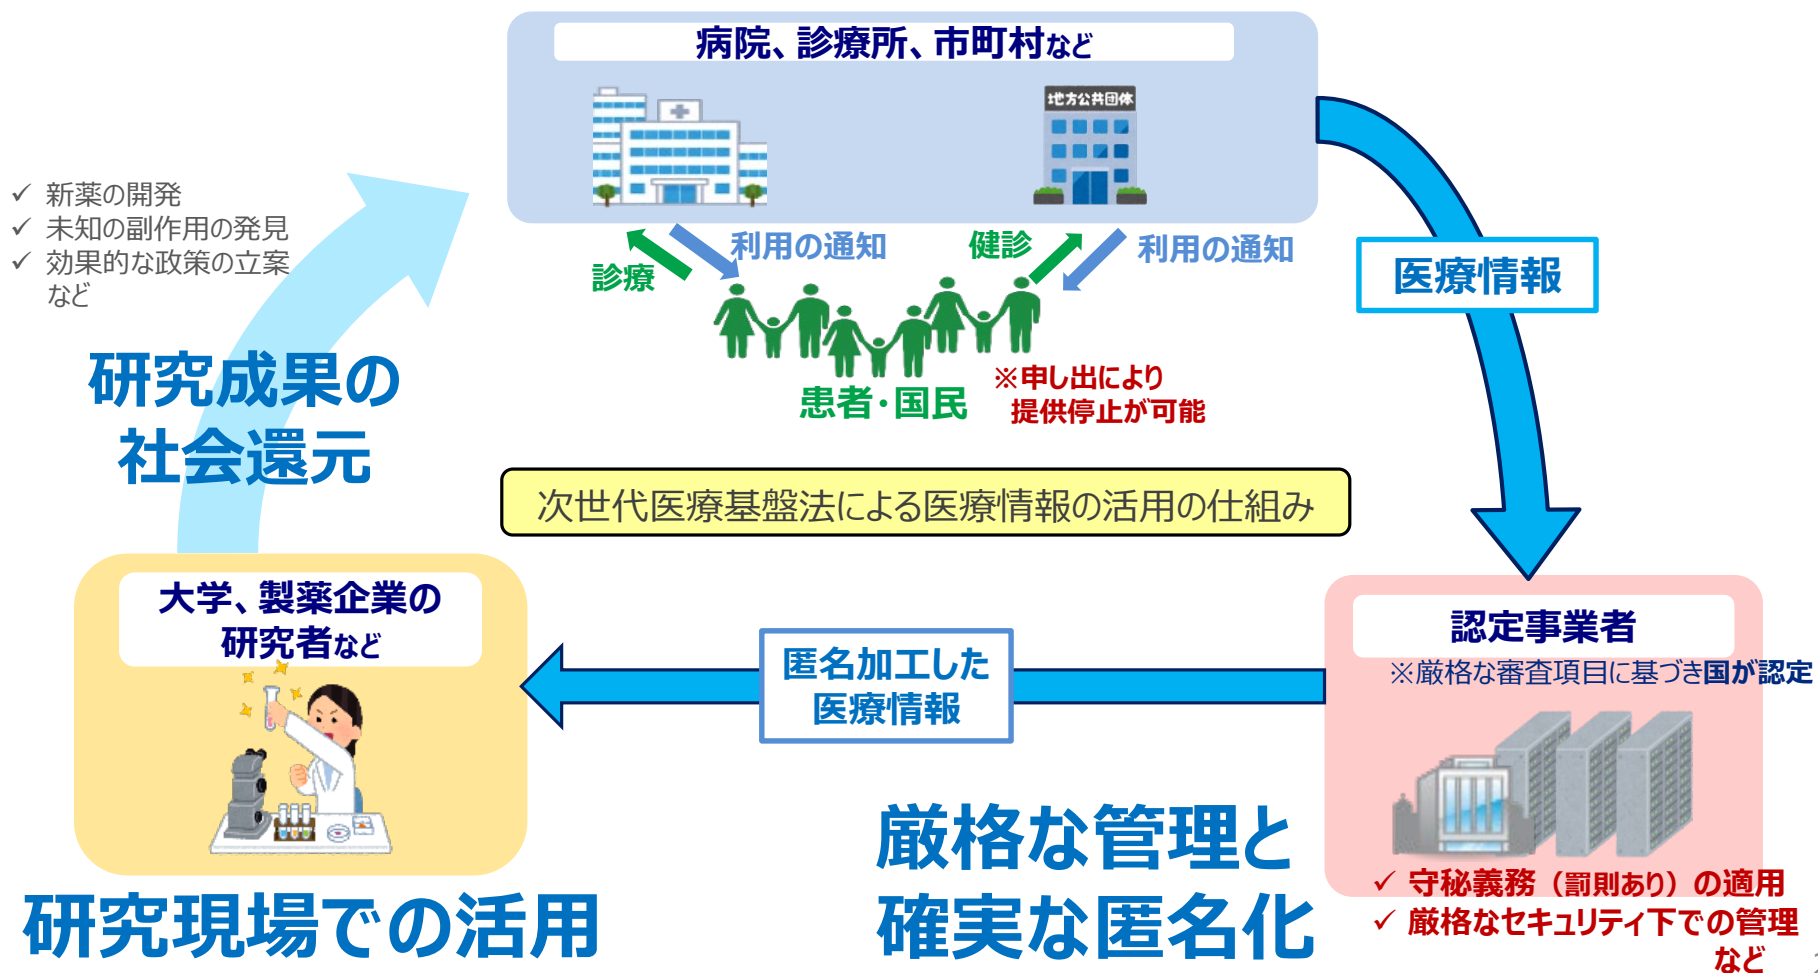 病院、診療所、市町村など
地方公共団体
✓ 新薬の開発
✓ 未知の副作用の発見
✓ 効果的な政策の立案
など
診療
利用の通知
健診
利用の通知
医療情報
患者・国民
※申し出により
提供停止が可能
研究成果の
社会還元
次世代医療基盤法による医療情報の活用の仕組み
大学、製薬企業の
研究者など
匿名加工した
医療情報
認定事業者
※厳格な審査項目に基づき国が認定
厳格な管理と
確実な匿名化
✓ 守秘義務（罰則あり）の適用
✓ 厳格なセキュリティ下での管理
など
研究現場での活用